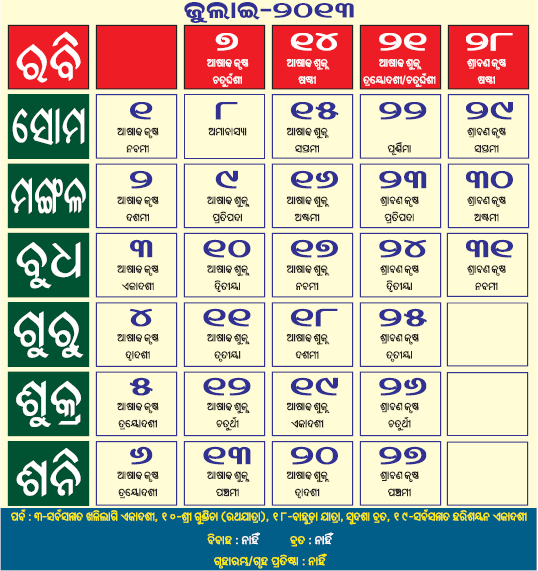 ଜୁଲାଇ-୨୦୧୩
ରବି ୭ ୧୪ ୨୧ ୨୮
ଆଷାଢ କୃଷ୍ଣ ଆଷାଢ ଶୁକ୍ଳ ଆଷାଢ ଶୁକ୍ଳ ଶ୍ରାବଣ କୃଷ୍ଣ
ଚତୁର୍ଦ୍ଦଶୀ ଷଷ୍ଠୀ ତ୍ରୟୋଦଶୀ/ଚତୁର୍ଦ୍ଦଶୀ ଷଷ୍ଠୀ
ସୋମ ୧ ୮ ୧୫ ୨୨ ୨୯
ଆଷାଢ କୃଷ୍ଣ ଅମାବାସ୍ୟା ଆଷାଢ ଶୁକ୍ଳ ଶ୍ରାବଣ କୃଷ୍ଣ
ନବମୀ ସପ୍ତମୀ ପୂର୍ଣ୍ଣିମା ସପ୍ତମୀ
ମଙ୍ଗଳ ୨ ୯ ୧୬ ୨୩ ୩୦
ଆଷାଢ କୃଷ୍ଣ ଆଷାଢ ଶୁକ୍ଳ ଆଷାଢ ଶୁକ୍ଳ ଶ୍ରାବଣ କୃଷ୍ଣ ଶ୍ରାବଣ କୃଷ୍ଣ
ଦଶମୀ ପ୍ରତିପଦା ଅଷ୍ଟମୀ ପ୍ରତିପଦା ଅଷ୍ଟମୀ
ବୁଧ ୩ ୧୦ ୧୭ ୨୪ ୩୧
ଆଷାଢ କୃଷ୍ଣ ଆଷାଢ ଶୁକ୍ଳ ଆଷାଢ ଶୁକ୍ଳ ଶ୍ରାବଣ କୃଷ୍ଣ ଶ୍ରାବଣ କୃଷ୍ଣ
ଏକାଦଶୀ ଦ୍ୱିତୀୟା ନବମୀ ଦ୍ୱିତୀୟା ନବମୀ
ଗୁରୁ ୪ ୧୧ ୧୮ ୨୫
ଆଷାଢ କୃଷ୍ଣ ଆଷାଢ ଶୁକ୍ଳ ଆଷାଢ ଶୁକ୍ଳ ଶ୍ରାବଣ କୃଷ୍ଣ
ଦ୍ୱାଦଶୀ ତୃତୀୟା ଦଶମୀ ତୃତୀୟା
ଶୁକ୍ର ୫ ୧୨ ୧୯ ୨୬
ଆଷାଢ କୃଷ୍ଣ ଆଷାଢ ଶୁକ୍ଳ ଆଷାଢ ଶୁକ୍ଳ ଶ୍ରାବଣ କୃଷ୍ଣ
ତ୍ରୟୋଦଶୀ ଚତୁର୍ଥୀ ଏକାଦଶୀ ଚତୁର୍ଥୀ
ଶନି ୬ ୧୩ ୨୦ ୨୭
ଆଷାଢ କୃଷ୍ଣ ଆଷାଢ ଶୁକ୍ଳ ଆଷାଢ ଶୁକ୍ଳ ଶ୍ରାବଣ କୃଷ୍ଣ
ତ୍ରୟୋଦଶୀ ପଞ୍ଚମୀ ଦ୍ୱାଦଶୀ ପଞ୍ଚମୀ
ପର୍ବ : ୩-ସର୍ବସମ୍ମତ ଖଳିଲାଗି ଏକାଦଶୀ, ୧୦-ଶ୍ରୀ ଗୁଣ୍ଡିଚା (ରଥଯାତ୍ରା), ୧୮-ବାହୁଡ଼ା ଯାତ୍ରା, ସୁଦଶା ବ୍ରତ, ୧୯-ସର୍ବସମ୍ମତ ହରିଶୟନ ଏକାଦଶୀ
ବିବାହ : ନାହିଁ ବ୍ରତ : ନାହିଁ
ଗୃହାରମ୍ଭ/ଗୃହ ପ୍ରତିଷ୍ଠା : ନାହିଁ